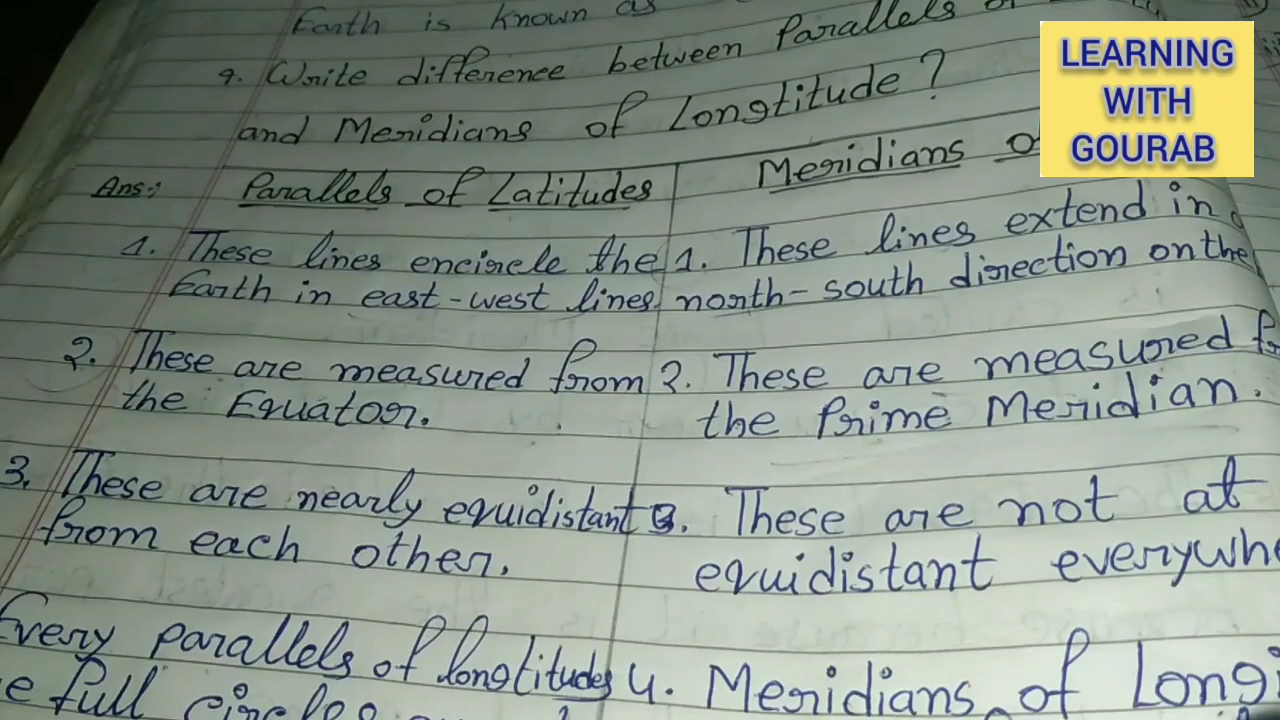 Earth is known as
9. Write difference between Parallels of
and Meridians of Longtitude?
LEARNING
WITH
GOURAB
Ans:
Parallels of Latitudes
1. These lines encircle the
Earth in east-west lines
2. These are measured from
the Equator.
3. These are nearly equidistant
from each other.
Every parallels of longtitudes
e full circles
Meridians o
1. These lines extend in
north-south direction on the
2. These are measured
the Prime Meridian.
3. These are not at
equidistant everywhe
4. Meridians of Longi